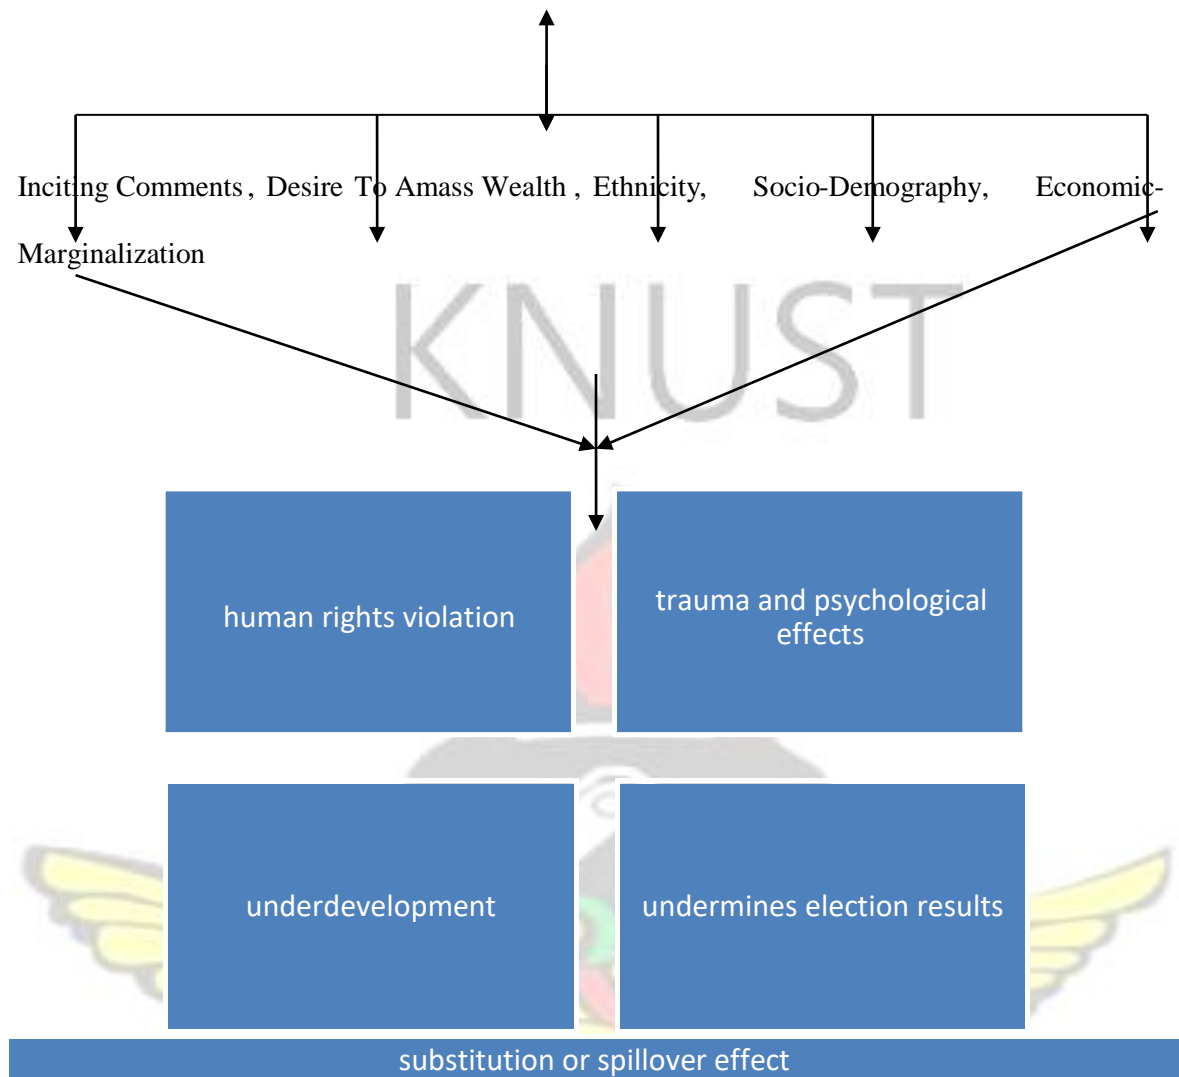 Inciting Comments, Desire To Amass Wealth, Ethnicity, Socio-Demography, Economic-
Marginalization
KNUST
human rights violation
trauma and psychological
effects
underdevelopment
undermines election results
substitution or spillover effect